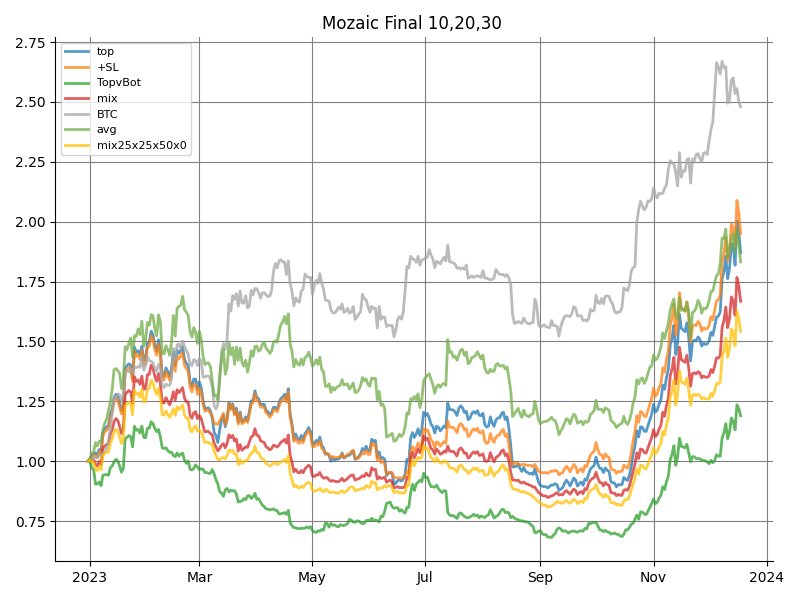 Mozaic Final 10,20,30
top
+SL
TopvBot
mix
BTC
avg
mix25x25x50x0
2.75
2.50
2.25
2.00
1.75
1.50
1.25
1.00
0.75
2023 Mar May Jul Sep Nov 2024